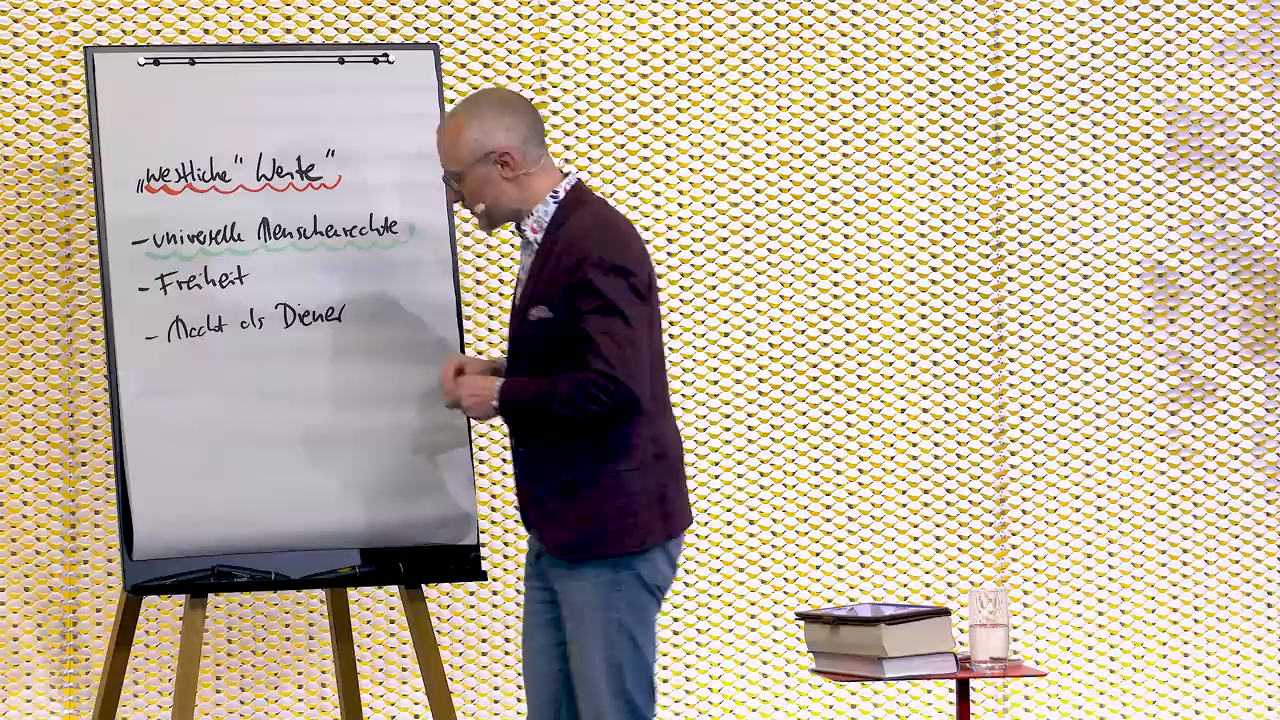 „westliche“ Werte“
- universelle Menschenrechte
- Freiheit
- Macht als Diener